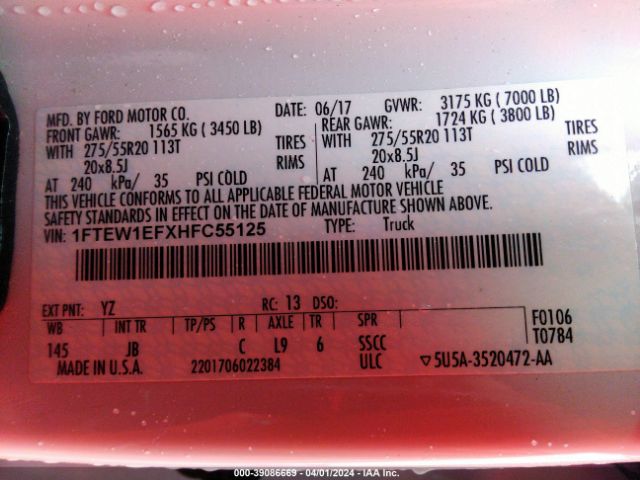 MFD. BY FORD MOTOR CO. DATE: 06/17 GVWR: 3175 KG ( 7000 LB)
FRONT GAWR: 1565 KG ( 3450 LB) REAR GAWR: 1724 KG ( 3800 LB)
WITH 275/55R20 113T TIRES WITH 275/55R20 113T TIRES
20x8.5J RIMS 20x8.5J RIMS
AT 240 kPa/ 35 PSI COLD AT 240 kPa/ 35 PSI COLD
THIS VEHICLE CONFORMS TO ALL APPLICABLE FEDERAL MOTOR VEHICLE
SAFETY STANDARDS IN EFFECT ON THE DATE OF MANUFACTURE SHOWN ABOVE.
VIN: 1FTEW1EFXHFC55125 TYPE: Truck
EXT PNT: YZ RC: 13 DSO:
WB INT TR TP/PS R AXLE TR SPR F0106
145 JB C L9 6 SSCC T0784
MADE IN U.S.A. 2201706022384 ULC ▽5U5A-3520472-AA
000-39086669 - 04/01/2024 - IAA Inc.